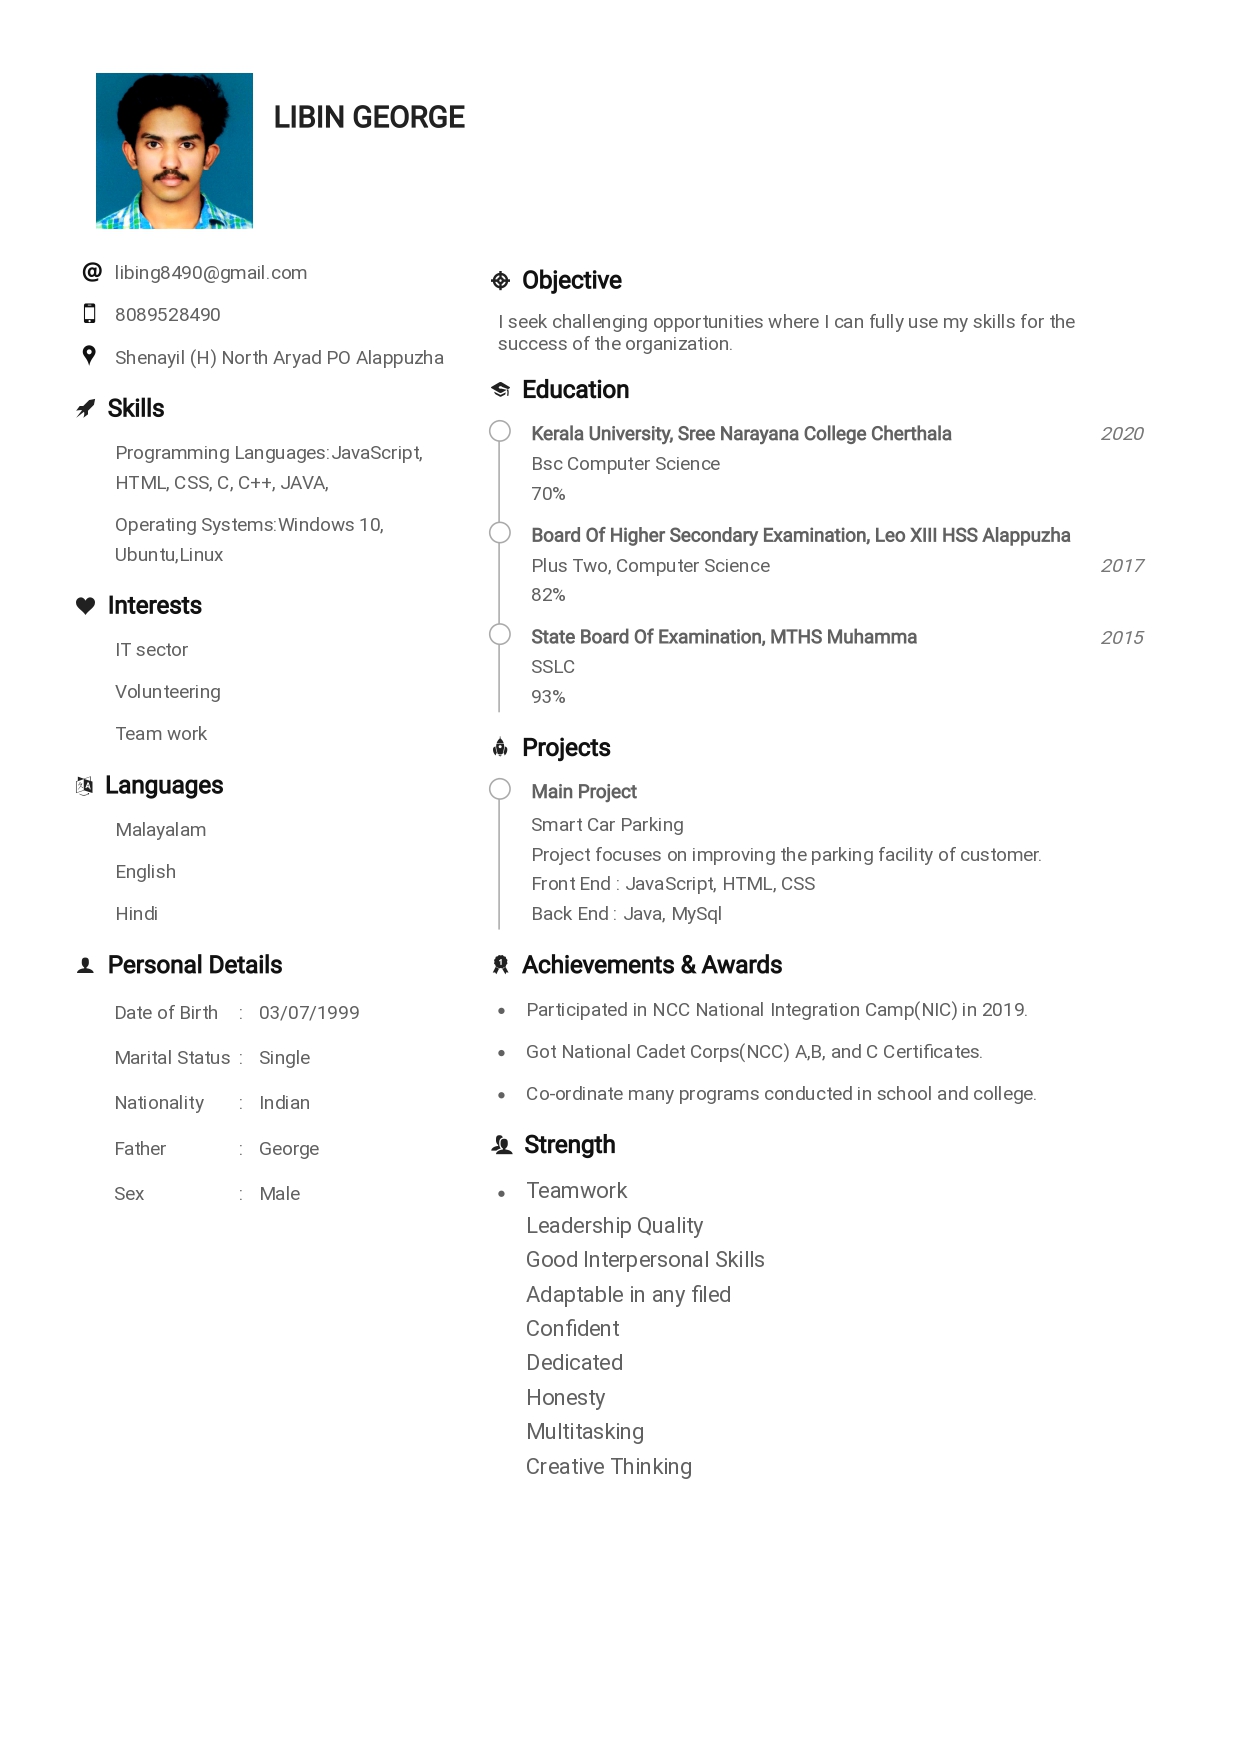 LIBIN GEORGE
@ libing8490@gmail.com
8089528490
Shenayil (H) North Aryad PO Alappuzha
Skills
Programming Languages:JavaScript,
HTML, CSS, C, C++, JAVA,
Operating Systems:Windows 10,
Ubuntu,Linux
Interests
IT sector
Volunteering
Team work
Languages
Malayalam
English
Hindi
Personal Details
Date of Birth : 03/07/1999
Marital Status : Single
Nationality : Indian
Father : George
Sex : Male
Objective
I seek challenging opportunities where I can fully use my skills for the
success of the organization.
Education
Kerala University, Sree Narayana College Cherthala 2020
Bsc Computer Science
70%
Board Of Higher Secondary Examination, Leo XIII HSS Alappuzha
Plus Two, Computer Science 2017
82%
State Board Of Examination, MTHS Muhamma 2015
SSLC
93%
Projects
Main Project
Smart Car Parking
Project focuses on improving the parking facility of customer.
Front End : JavaScript, HTML, CSS
Back End : Java, MySql
Achievements & Awards
• Participated in NCC National Integration Camp(NIC) in 2019.
• Got National Cadet Corps(NCC) A,B, and C Certificates.
• Co-ordinate many programs conducted in school and college.
Strength
• Teamwork
Leadership Quality
Good Interpersonal Skills
Adaptable in any filed
Confident
Dedicated
Honesty
Multitasking
Creative Thinking